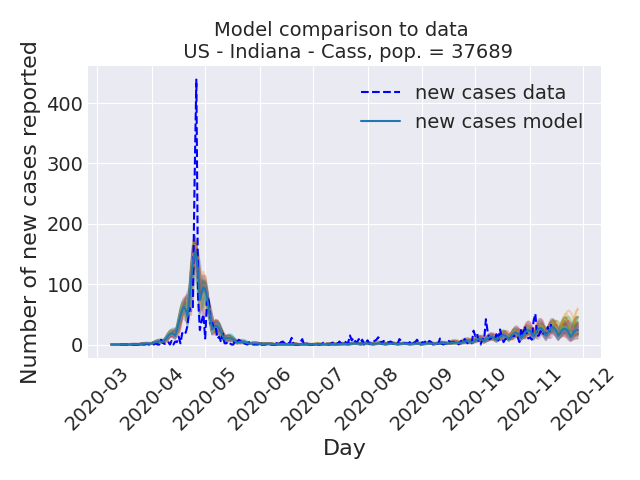 Model comparison to data
US - Indiana - Cass, pop. = 37689
Number of new cases reported
400
300
200
100
0
new cases data
new cases model
2020-03
2020-04
2020-05
2020-06
2020-07
2020-08
2020-09
2020-10
2020-11
2020-12
Day